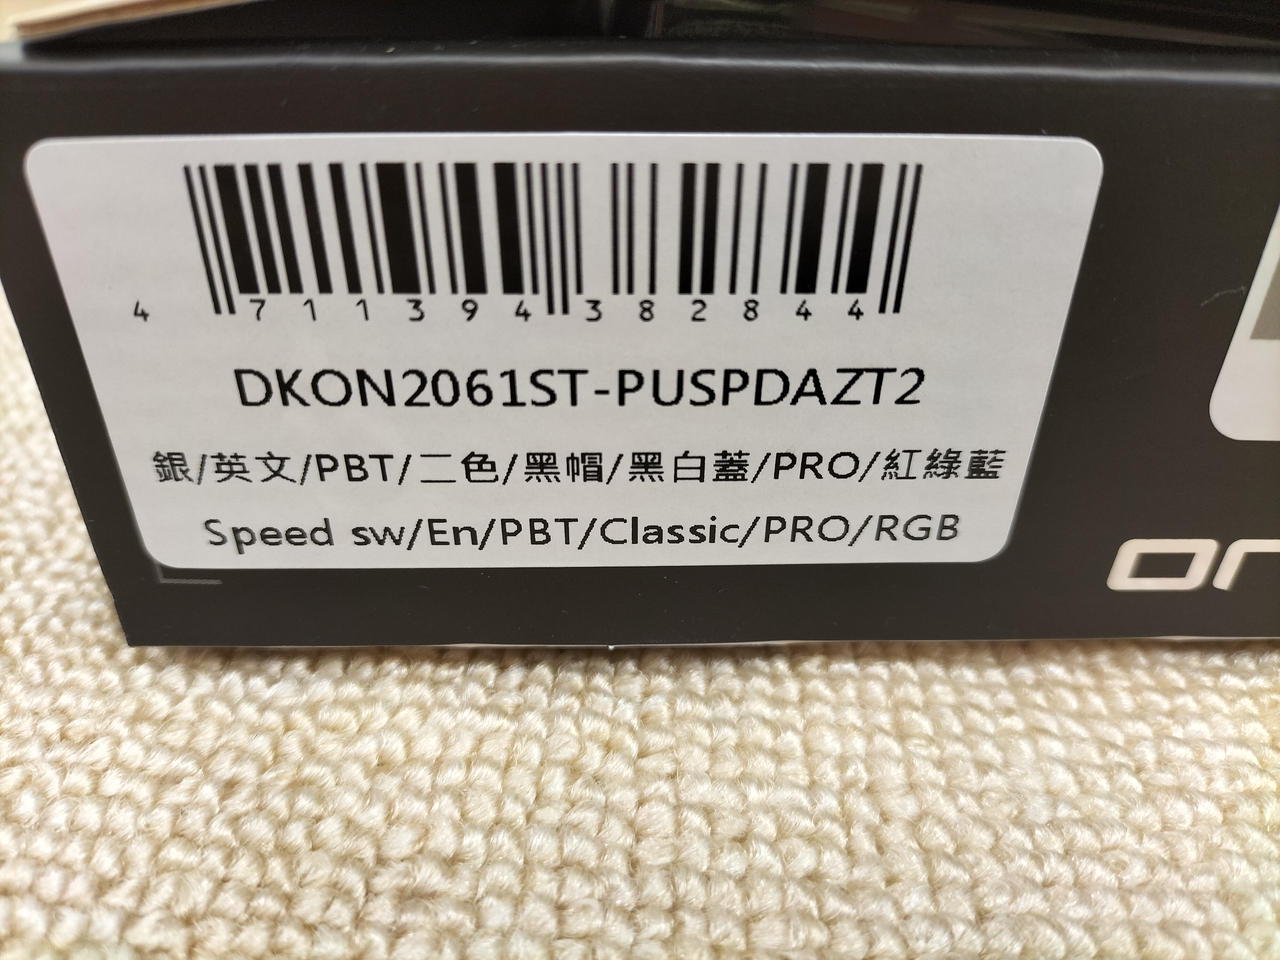 4 711394 382844
DKON2061ST-PUSPDAZT2
銀/英文/PBT/二色/黑帽/黑白蓋/PRO/紅綠藍
Speed sw/En/PBT/Classic/PRO/RGB